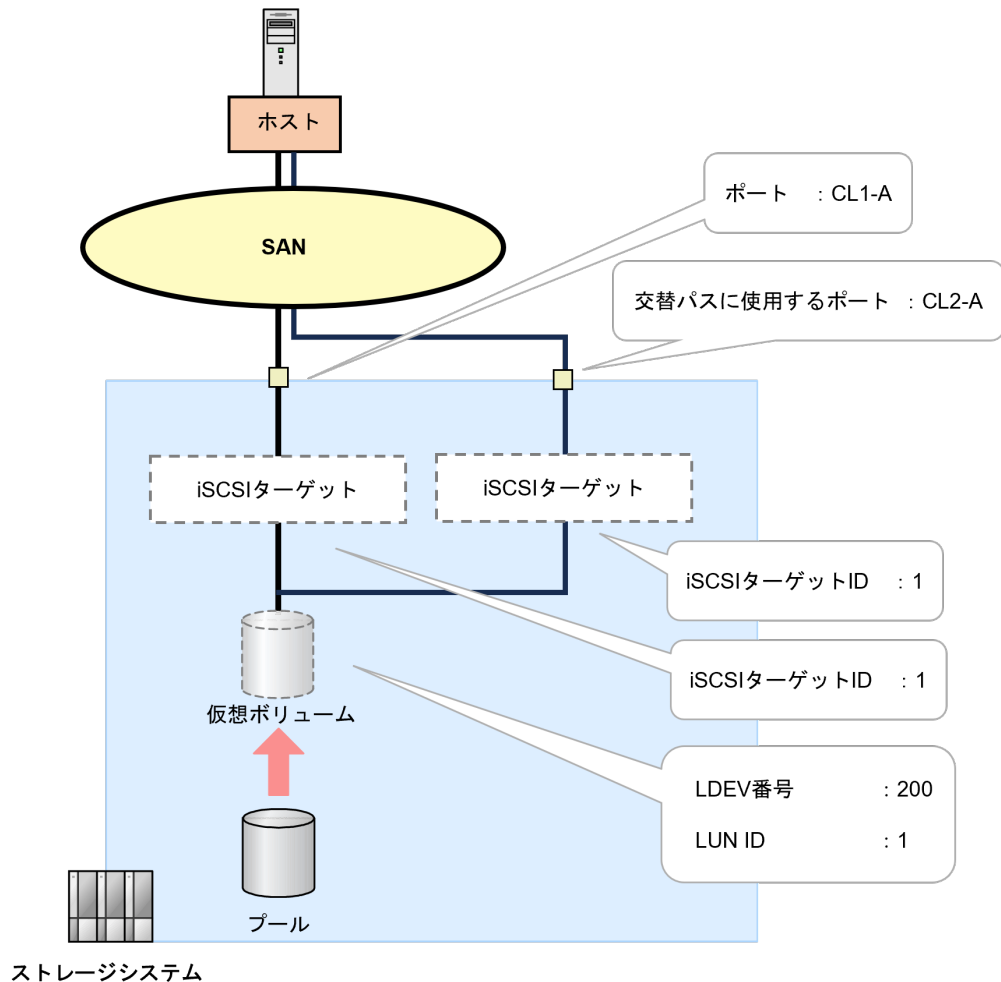 ホスト
SAN
ポート : CL1-A
交替パスに使用するポート : CL2-A
iSCSIターゲット
iSCSIターゲット
iSCSIターゲットID : 1
iSCSIターゲットID : 1
仮想ボリューム
LDEV番号 : 200
LUN ID : 1
プール
ストレージシステム